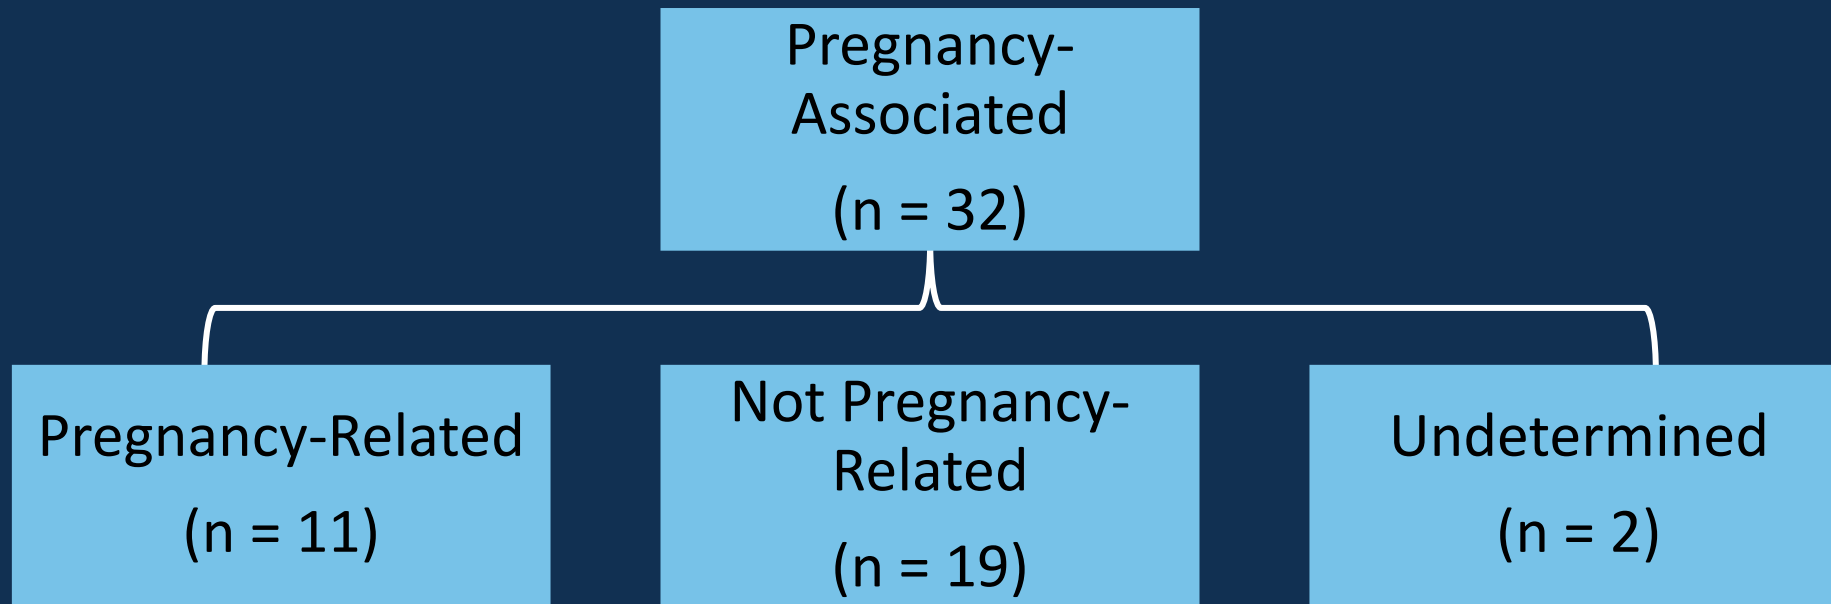 Pregnancy-
Associated
(n = 32)
Pregnancy-Related
(n = 11)
Not Pregnancy-
Related
(n = 19)
Undetermined
(n = 2)